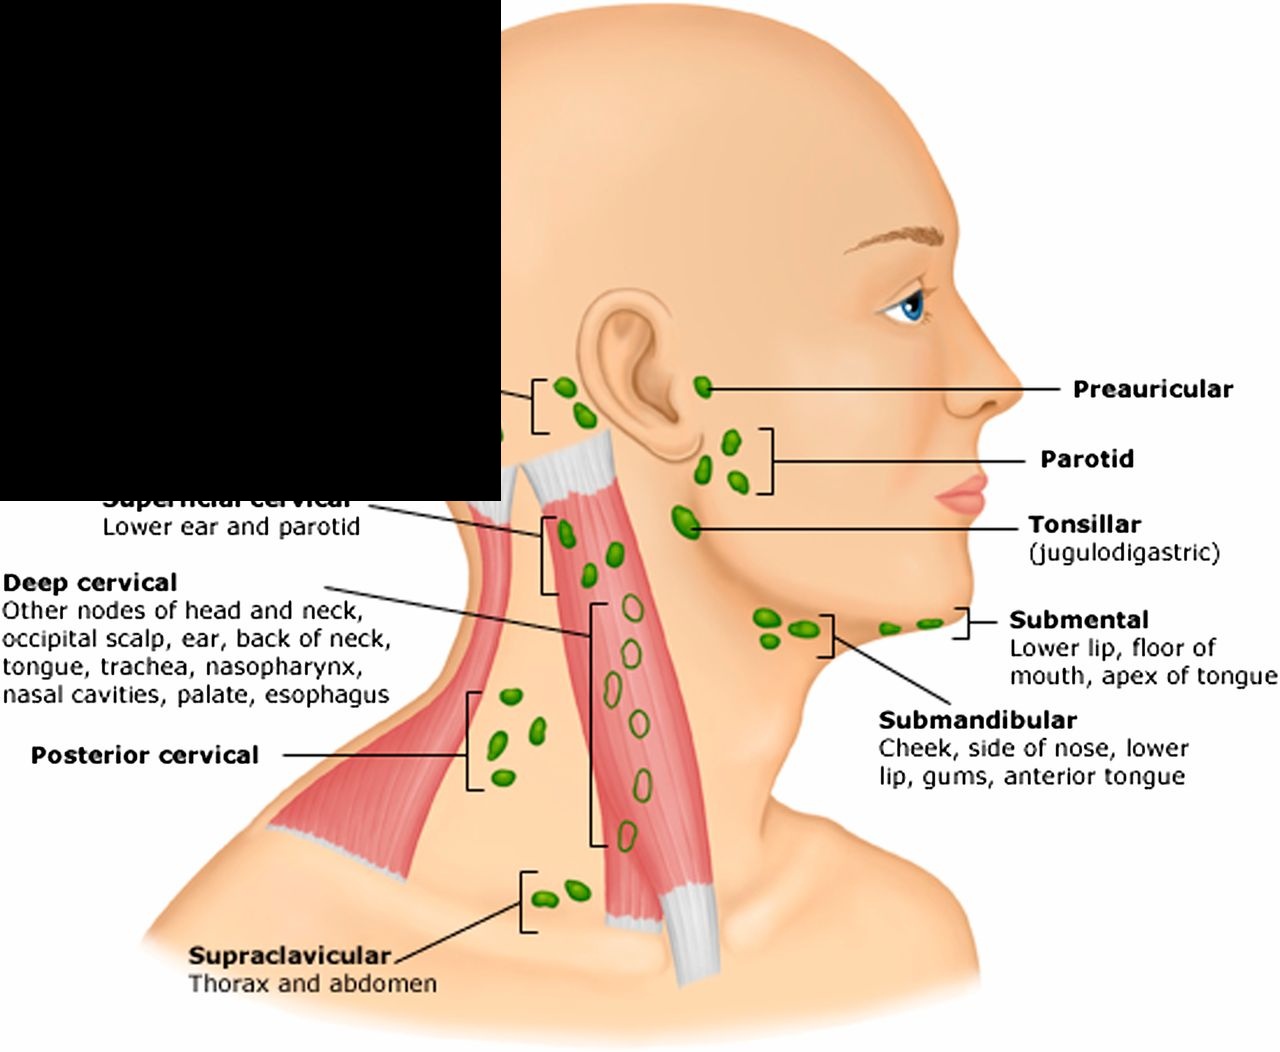 Preauricular
Parotid
Superficial cervical
Lower ear and parotid
Tonsillar
(jugulodigastric)
Deep cervical
Other nodes of head and neck,
occipital scalp, ear, back of neck,
tongue, trachea, nasopharynx,
nasal cavities, palate, esophagus
Submental
Lower lip, floor of
mouth, apex of tongue
Submandibular
Cheek, side of nose, lower
lip, gums, anterior tongue
Posterior cervical
Supraclavicular
Thorax and abdomen